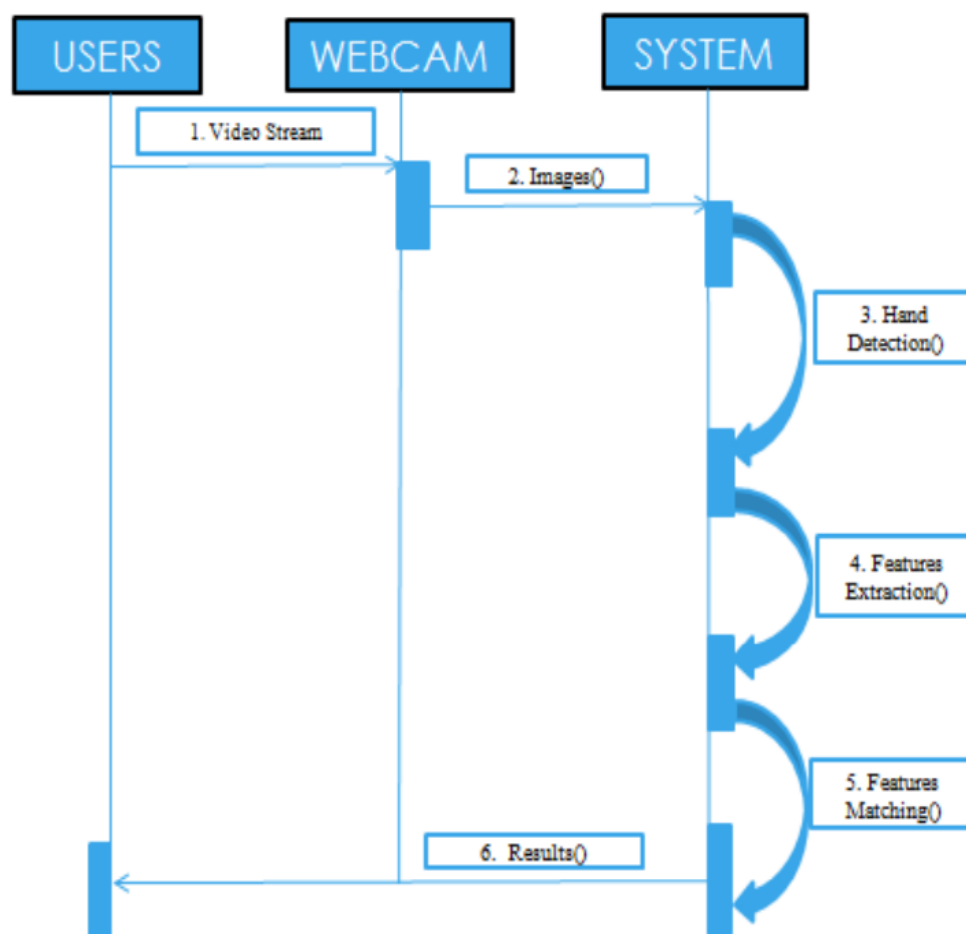 USERS
WEBCAM
SYSTEM
1. Video Stream
2. Images()
3. Hand
Detection()
4. Features
Extraction()
5. Features
Matching()
6. Results()